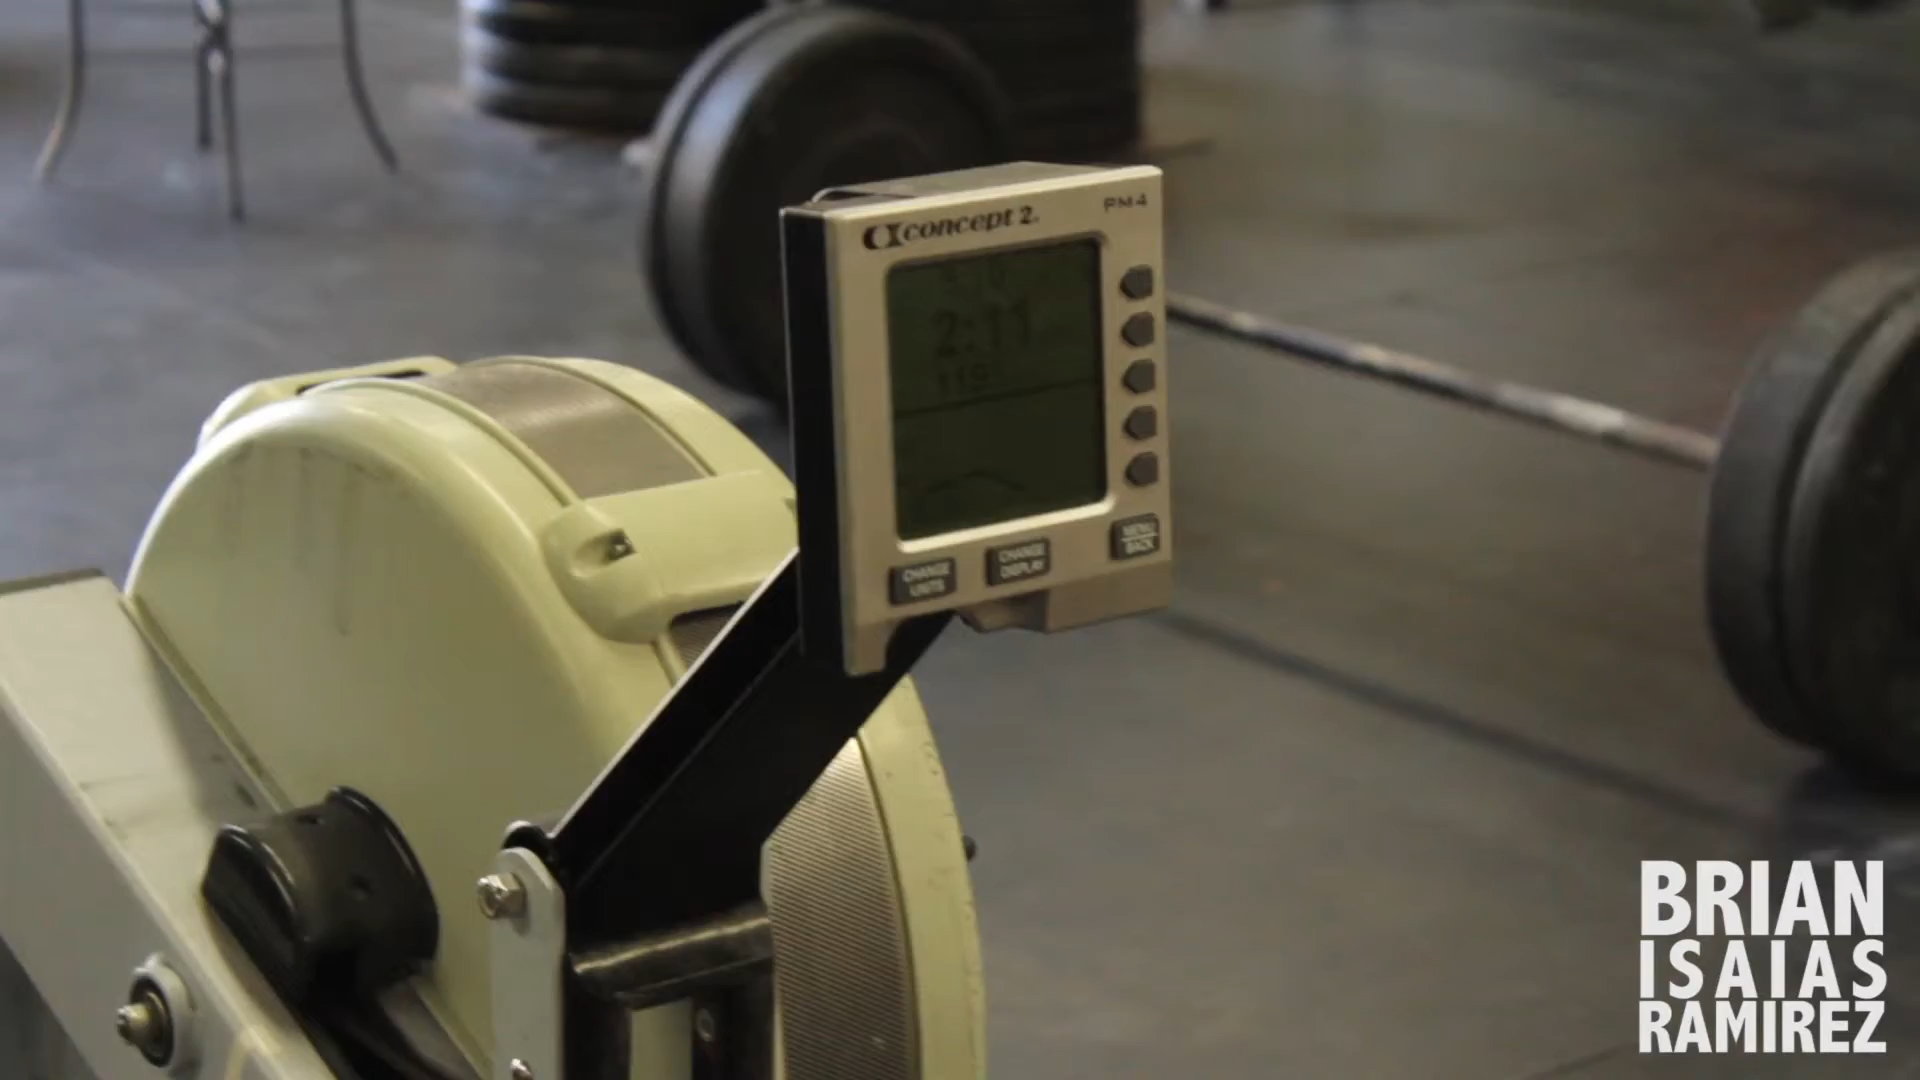 concept 2.
PM4
2:11
CHANGE
UNITS
CHANGE
DISPLAY
MENU
BACK
BRIAN
ISAIAS
RAMIREZ